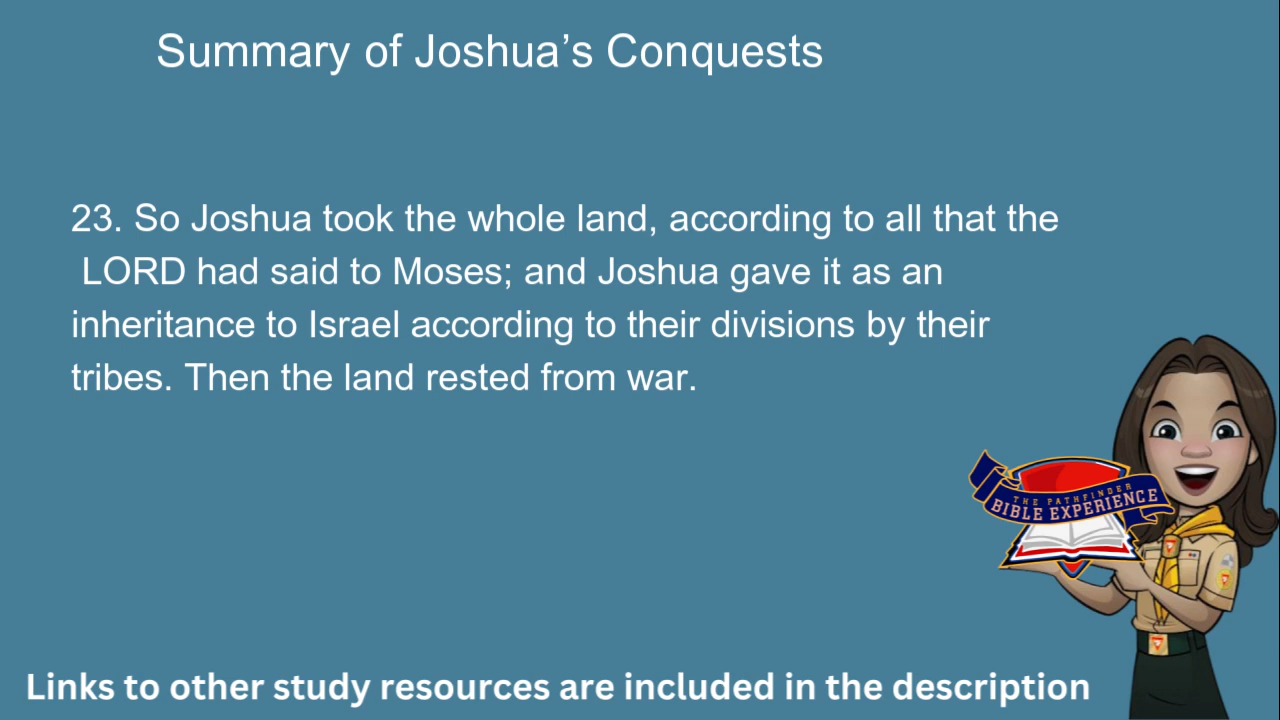 Summary of Joshua’s Conquests
23. So Joshua took the whole land, according to all that the
LORD had said to Moses; and Joshua gave it as an
inheritance to Israel according to their divisions by their
tribes. Then the land rested from war.
THE PATHFINDER
BIBLE EXPERIENCE
Links to other study resources are included in the description